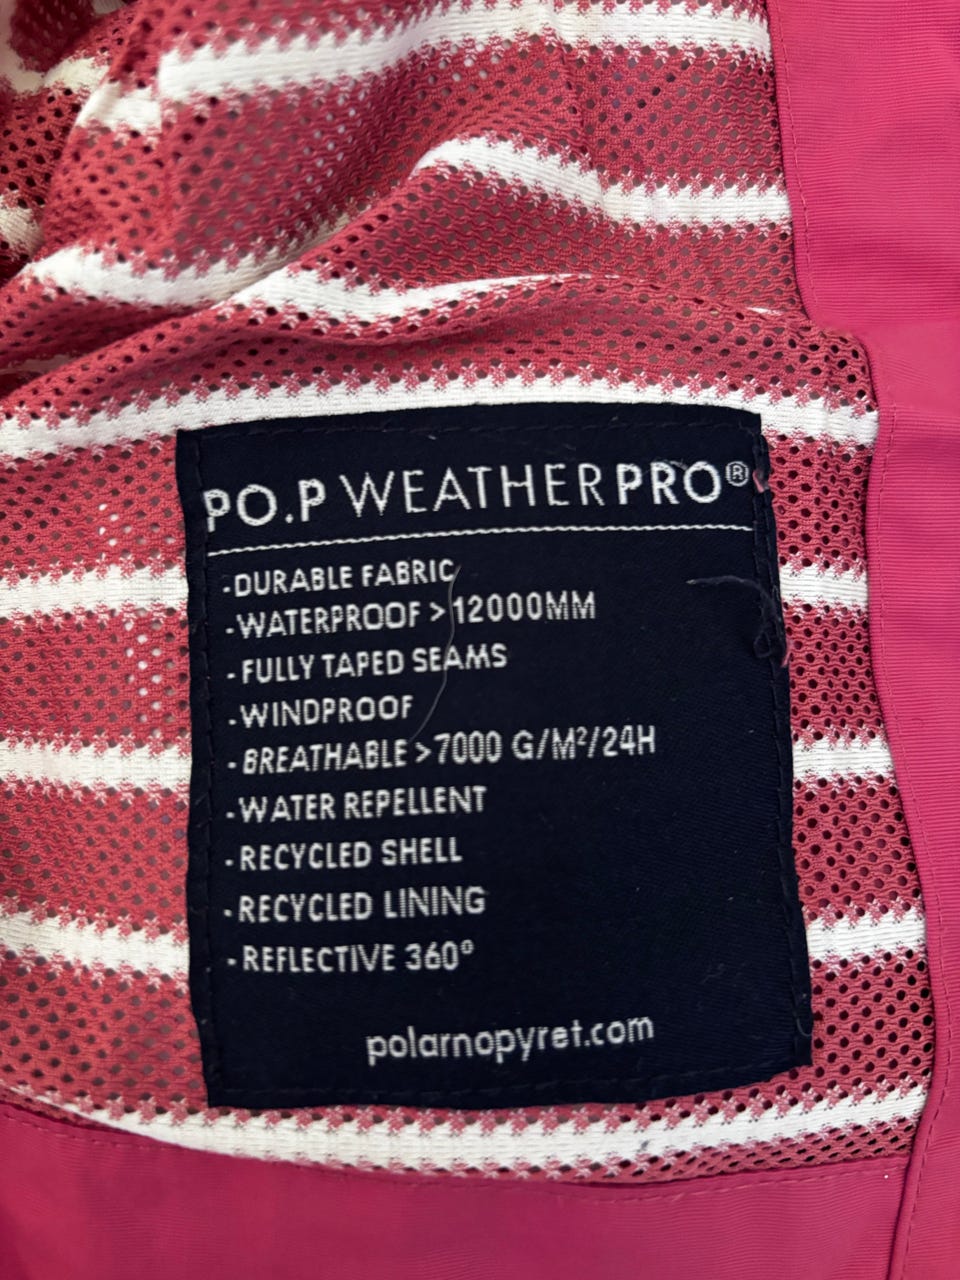 PO.P WEATHERPRO®
-DURABLE FABRIC
-WATERPROOF >12000MM
-FULLY TAPED SEAMS
-WINDPROOF
-BREATHABLE >7000 G/M²/24H
-WATER REPELLENT
-RECYCLED SHELL
-RECYCLED LINING
-REFLECTIVE 360°
polarnopyret.com